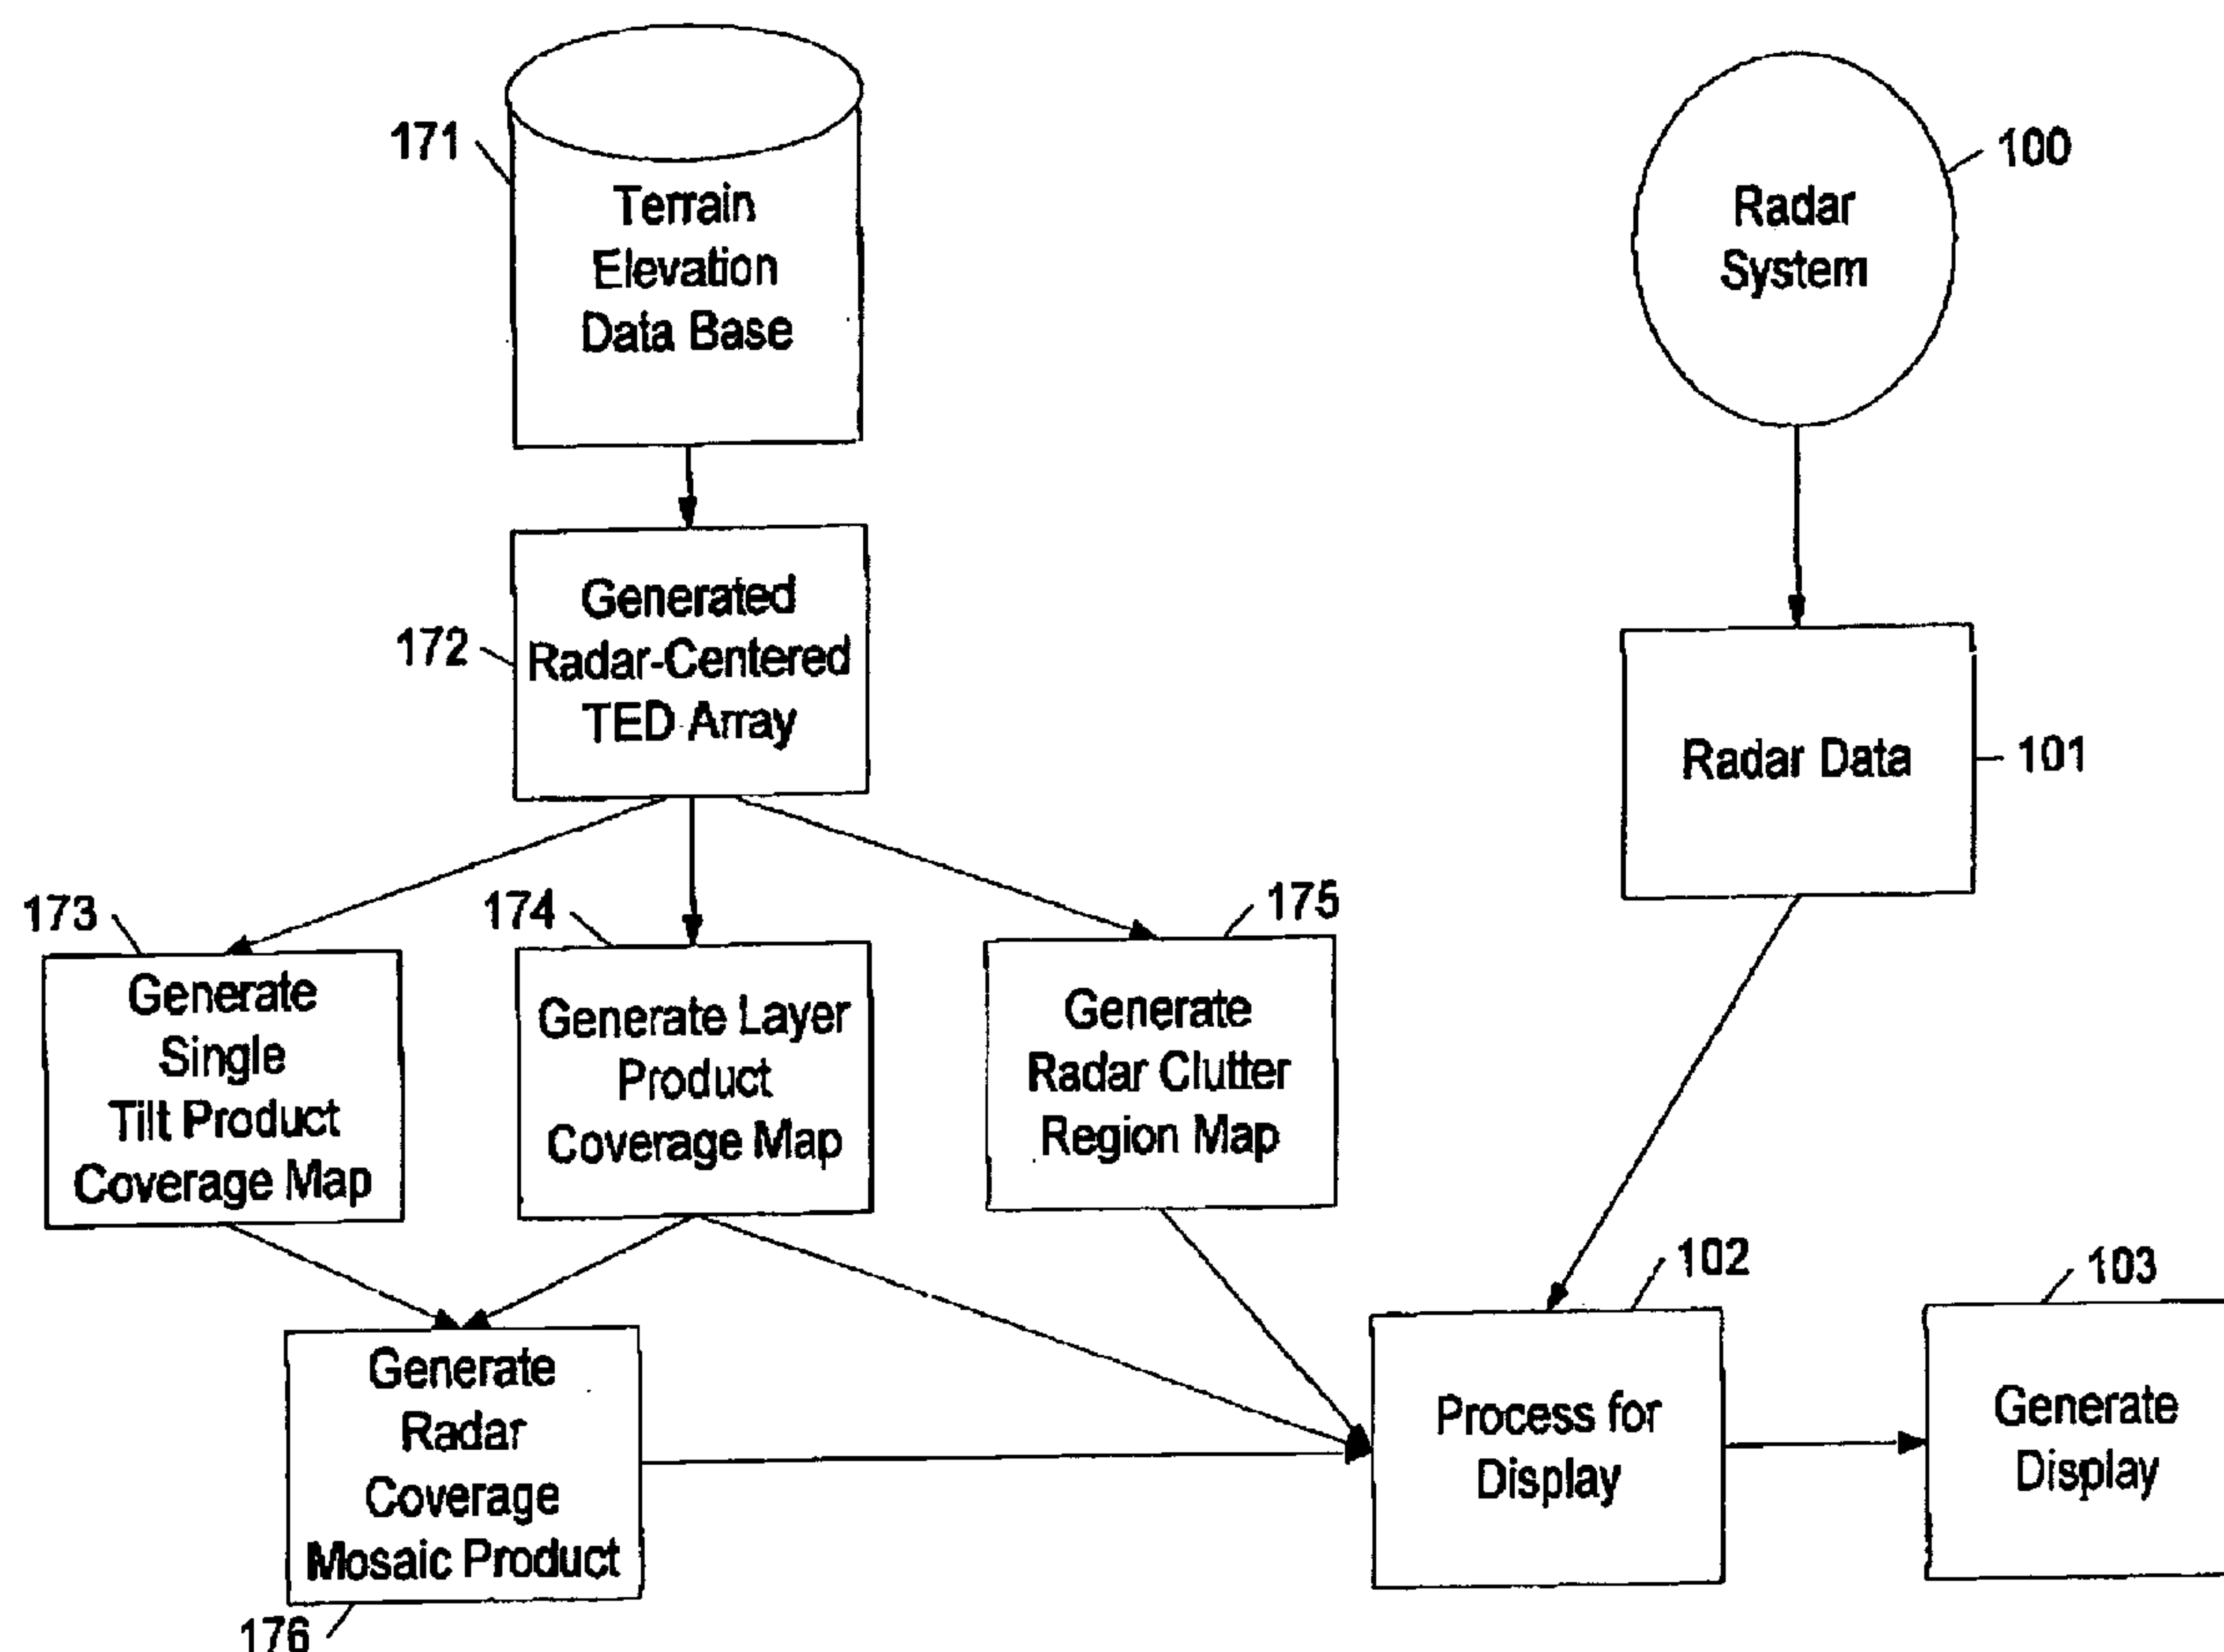 171
Terrain
Elevation
Data Base
100
Radar
System
172
Generated
Radar-Centered
TED Array
Radar Data
101
173
Generate
Single
Tilt Product
Coverage Map
174
Generate Layer
Product
Coverage Map
175
Generate
Radar Clutter
Region Map
Generate
Radar
Coverage
Mosaic Product
176
102
Process for
Display
103
Generate
Display